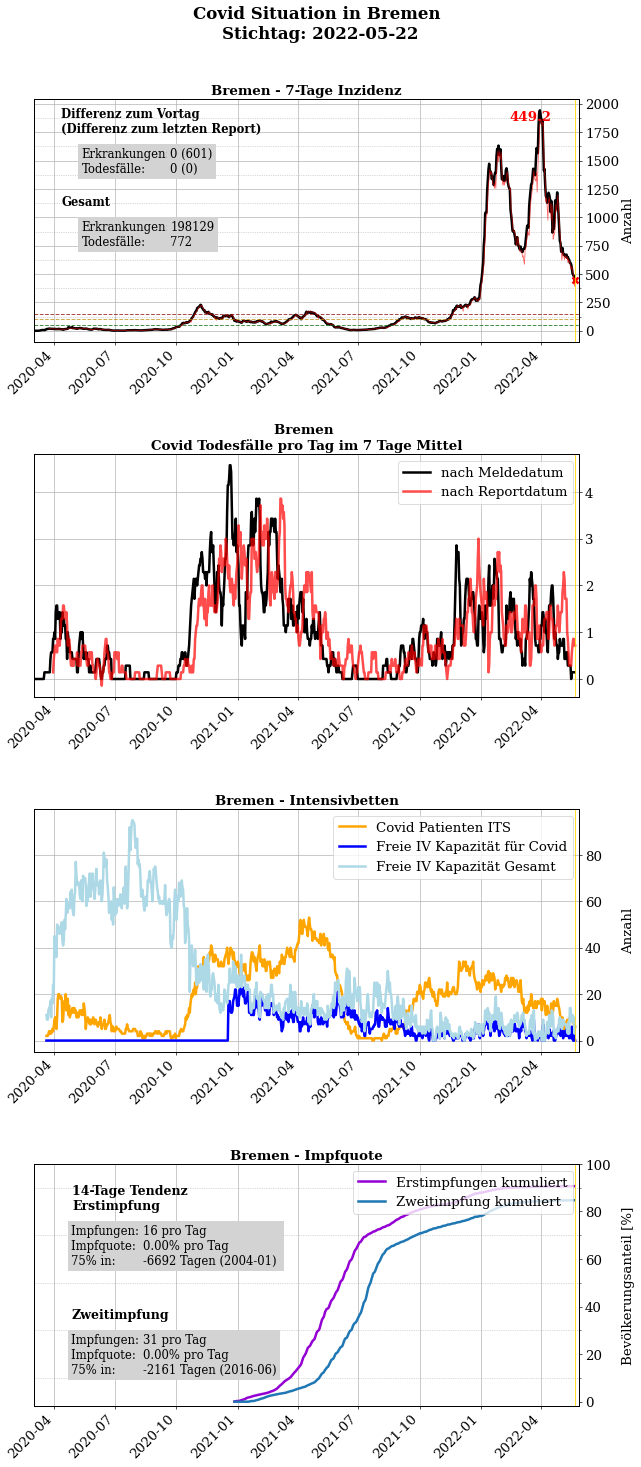 Covid Situation in Bremen
Stichtag: 2022-05-22
Bremen - 7-Tage Inzidenz
Differenz zum Vortag
(Differenz zum letzten Report)
Erkrankungen 0 (601)
Todesfälle: 0 (0)
Gesamt
Erkrankungen 198129
Todesfälle: 772
449.2
2000
1750
1500
1250
1000
750
500
250
0
Anzahl
2020-04
2020-07
2020-10
2021-01
2021-04
2021-07
2021-10
2022-01
2022-04
Bremen
Covid Todesfälle pro Tag im 7 Tage Mittel
nach Meldedatum
nach Reportdatum
4
3
2
1
0
2020-04
2020-07
2020-10
2021-01
2021-04
2021-07
2021-10
2022-01
2022-04
Bremen - Intensivbetten
Covid Patienten ITS
Freie IV Kapazität für Covid
Freie IV Kapazität Gesamt
80
60
40
20
0
Anzahl
2020-04
2020-07
2020-10
2021-01
2021-04
2021-07
2021-10
2022-01
2022-04
Bremen - Impfquote
14-Tage Tendenz
Erstimpfung
Impfungen: 16 pro Tag
Impfquote: 0.00% pro Tag
75% in: -6692 Tagen (2004-01)
Zweitimpfung
Impfungen: 31 pro Tag
Impfquote: 0.00% pro Tag
75% in: -2161 Tagen (2016-06)
Erstimpfungen kumuliert
Zweitimpfung kumuliert
100
80
60
40
20
0
Bevölkerungsanteil [%]
2020-04
2020-07
2020-10
2021-01
2021-04
2021-07
2021-10
2022-01
2022-04